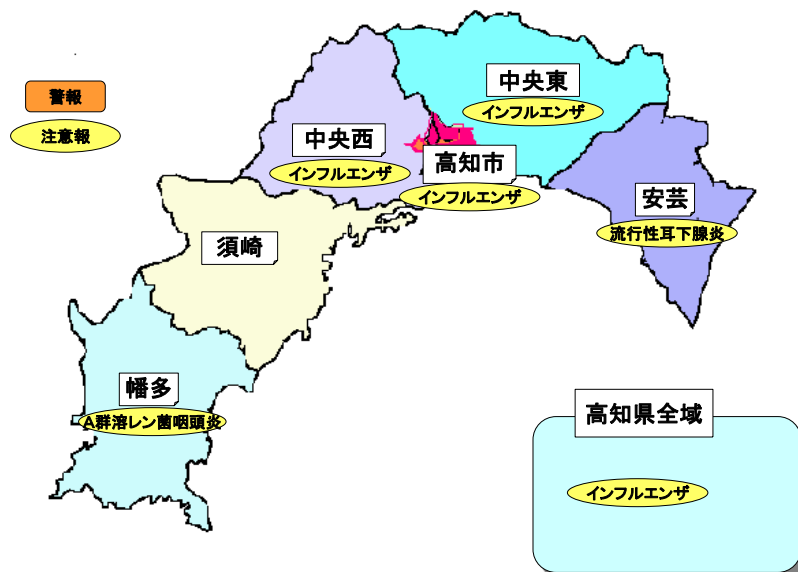 警報
注意報
中央東
インフルエンザ
中央西
インフルエンザ
高知市
インフルエンザ
安芸
流行性耳下腺炎
須崎
幡多
A群溶レン菌咽頭炎
高知県全域
インフルエンザ